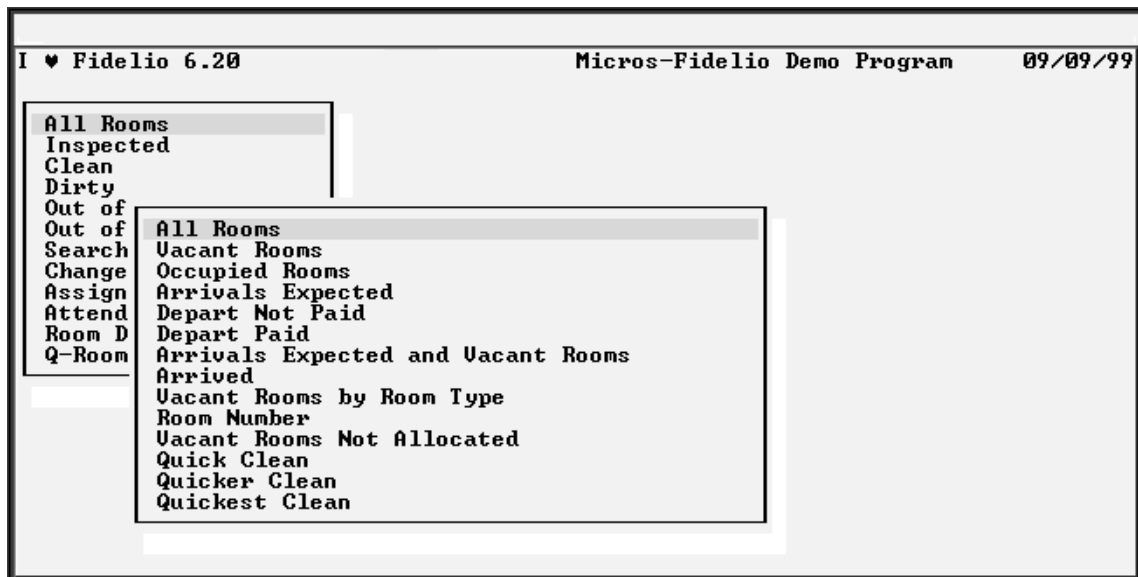 I ♥ Fidelio 6.20 Micros-Fidelio Demo Program 09/09/99
All Rooms
Inspected
Clean
Dirty
Out of
Out of
Search
Change
Assign
Attend
Room D
Q-Room
All Rooms
Vacant Rooms
Occupied Rooms
Arrivals Expected
Depart Not Paid
Depart Paid
Arrivals Expected and Vacant Rooms
Arrived
Vacant Rooms by Room Type
Room Number
Vacant Rooms Not Allocated
Quick Clean
Quicker Clean
Quickest Clean